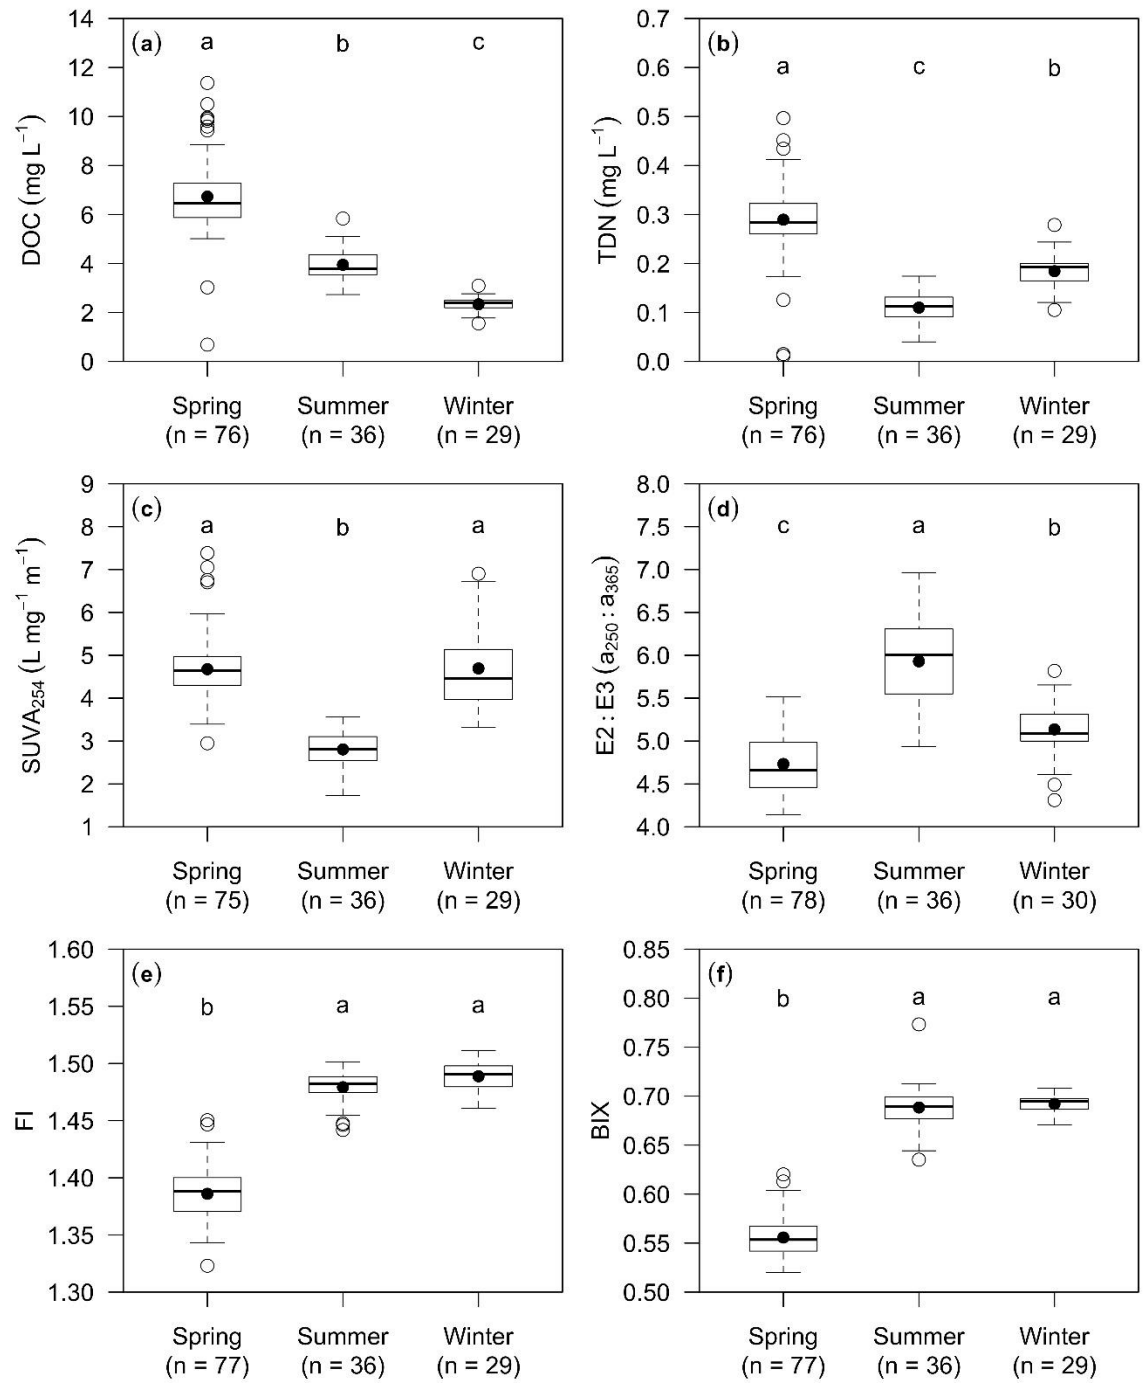 (a)
a b c
DOC (mg L⁻¹)
14
12
10
8
6
4
2
0
Spring Summer Winter
(n = 76) (n = 36) (n = 29)
(b)
a c b
TDN (mg L⁻¹)
0.7
0.6
0.5
0.4
0.3
0.2
0.1
0.0
Spring Summer Winter
(n = 76) (n = 36) (n = 29)
(c)
a b a
SUVA₂₅₄ (L mg⁻¹ m⁻¹)
9
8
7
6
5
4
3
2
1
Spring Summer Winter
(n = 75) (n = 36) (n = 29)
(d)
c a b
E2 : E3 (a₂₅₀ : a₃₆₅)
8.0
7.5
7.0
6.5
6.0
5.5
5.0
4.5
4.0
Spring Summer Winter
(n = 78) (n = 36) (n = 30)
(e)
b a a
FI
1.60
1.55
1.50
1.45
1.40
1.35
1.30
Spring Summer Winter
(n = 77) (n = 36) (n = 29)
(f)
b a a
BIX
0.85
0.80
0.75
0.70
0.65
0.60
0.55
0.50
Spring Summer Winter
(n = 77) (n = 36) (n = 29)